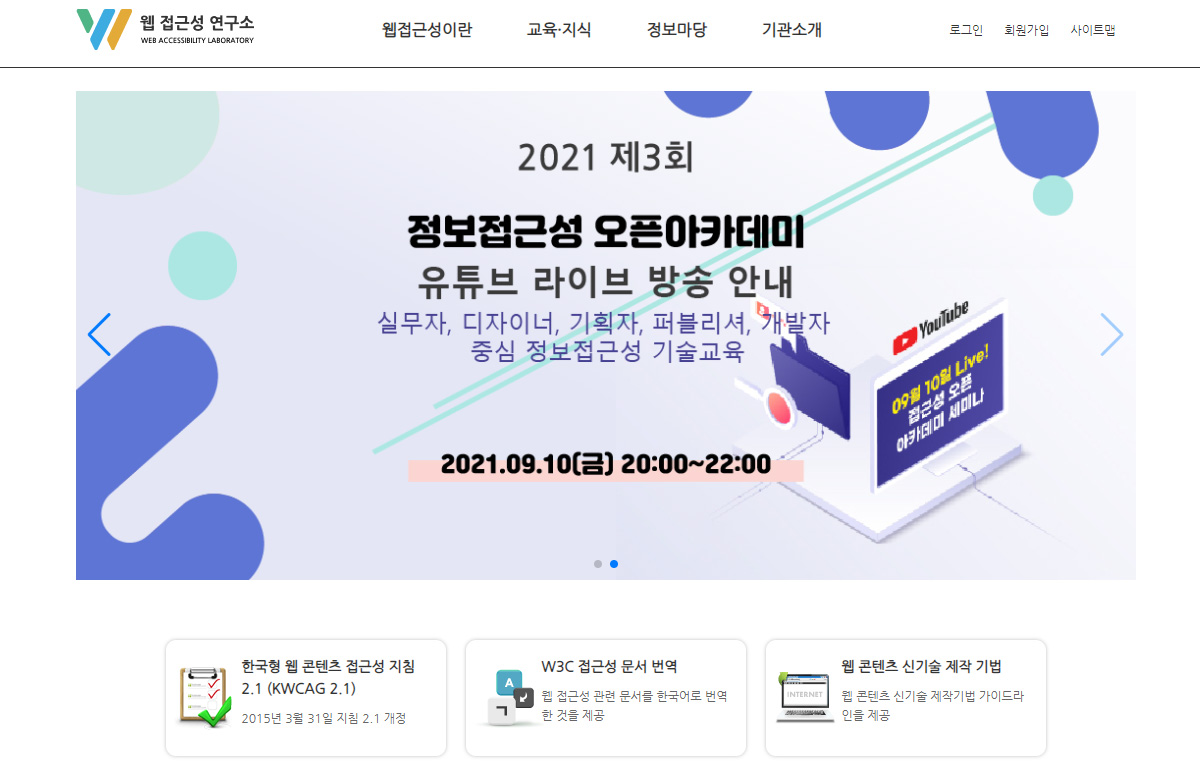 웹 접근성 연구소
WEB ACCESSIBILITY LABORATORY
웹접근성이란
교육·지식
정보마당
기관소개
로그인
회원가입
사이트맵
2021 제3회
정보접근성 오픈아카데미
유튜브 라이브 방송 안내
실무자, 디자이너, 기획자, 퍼블리셔, 개발자
중심 정보접근성 기술교육
2021.09.10(금) 20:00~22:00
YouTube
09월 10일 Live!
접근성 오픈
아카데미 세미나
한국형 웹 콘텐츠 접근성 지침
2.1 (KWCAG 2.1)
2015년 3월 31일 지침 2.1 개정
A
ㄱ
W3C 접근성 문서 번역
웹 접근성 관련 문서를 한국어로 번역
한 것을 제공
INTERNET
웹 콘텐츠 신기술 제작 기법
웹 콘텐츠 신기술 제작기법 가이드라
인을 제공